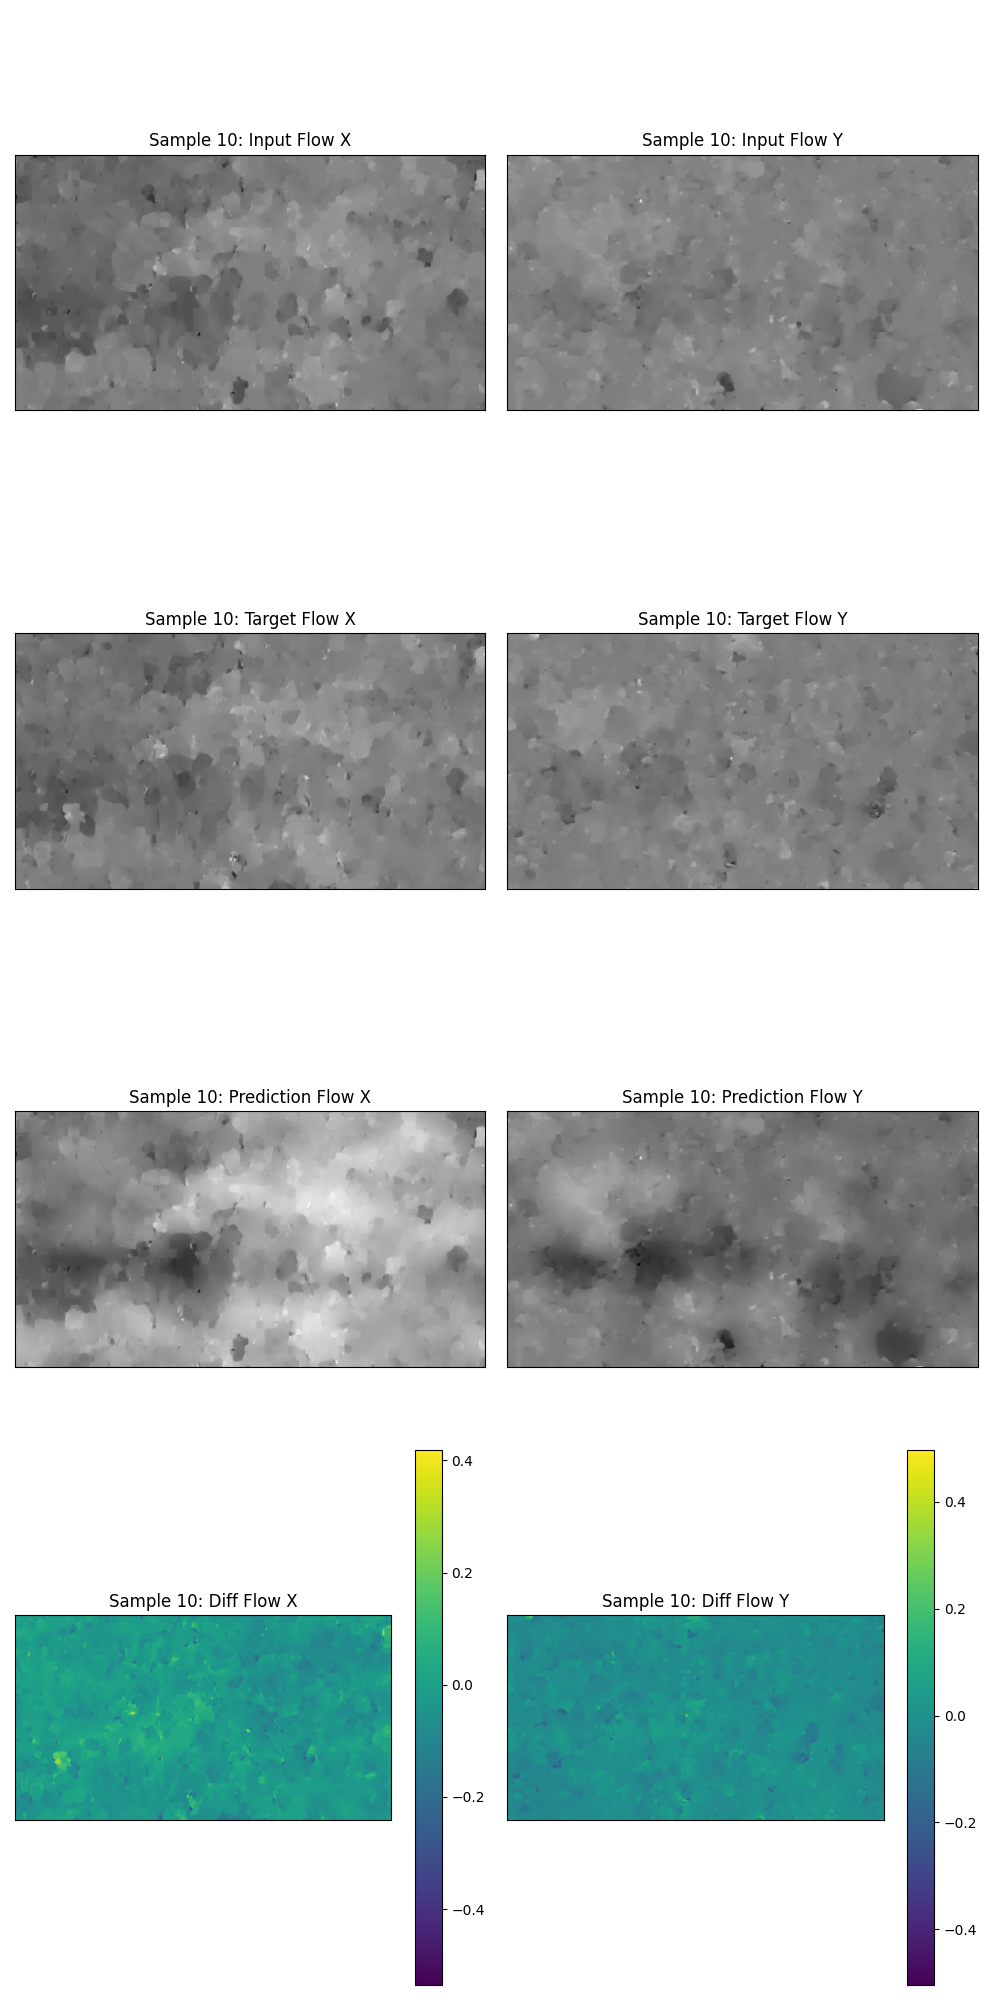 Sample 10: Input Flow X
Sample 10: Input Flow Y
Sample 10: Target Flow X
Sample 10: Target Flow Y
Sample 10: Prediction Flow X
Sample 10: Prediction Flow Y
Sample 10: Diff Flow X
0.4
0.2
0.0
−0.2
−0.4
Sample 10: Diff Flow Y
0.4
0.2
0.0
−0.2
−0.4